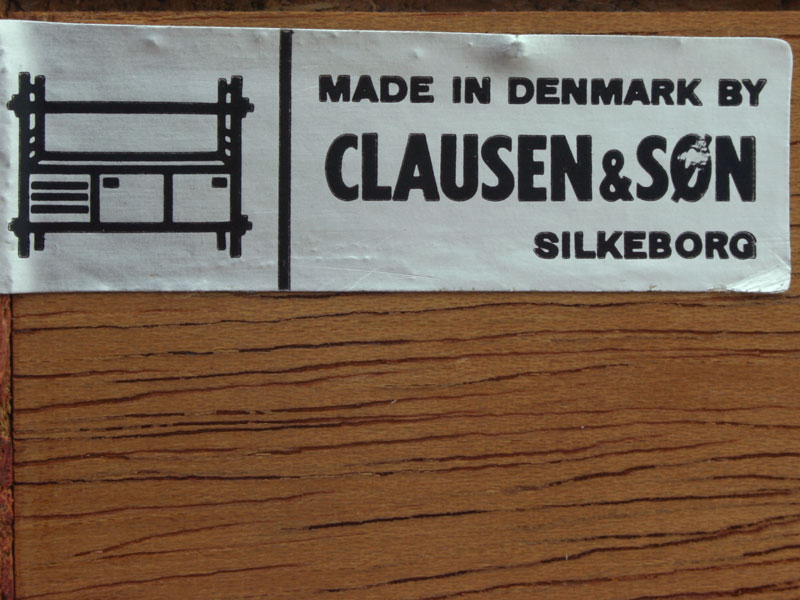 MADE IN DENMARK BY
CLAUSEN & SØN
SILKEBORG